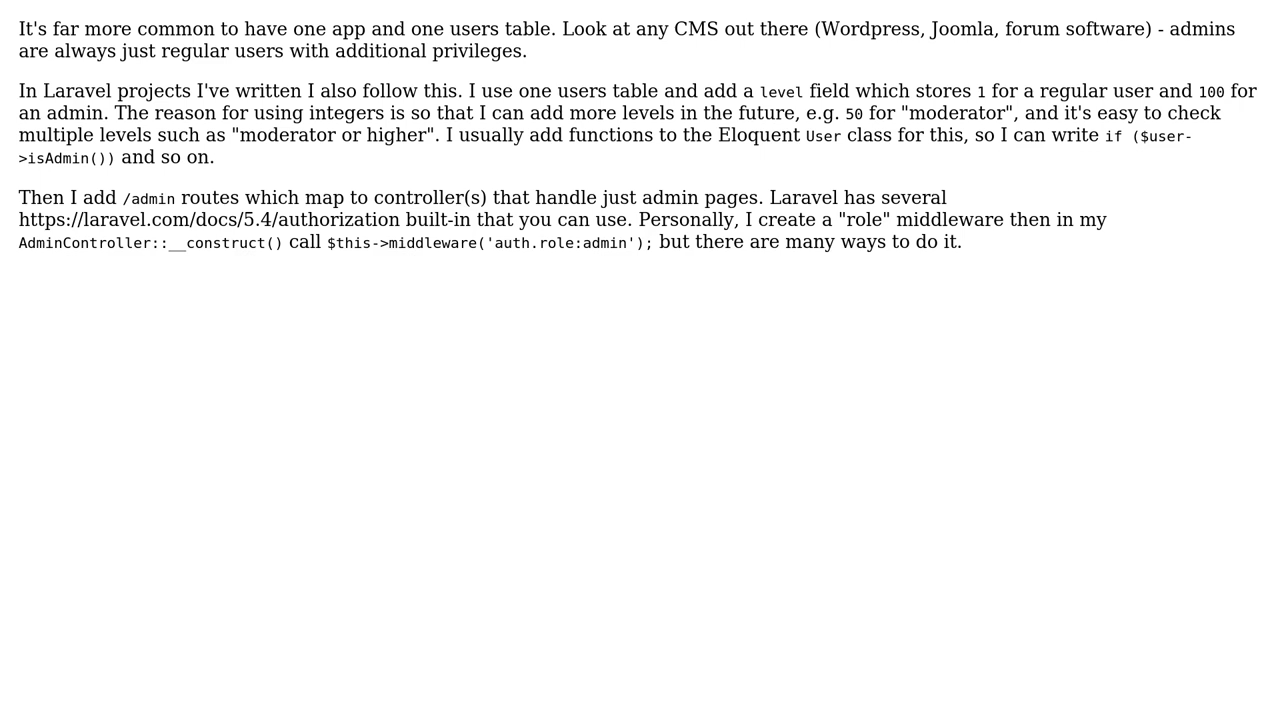 It's far more common to have one app and one users table. Look at any CMS out there (Wordpress, Joomla, forum software) - admins
are always just regular users with additional privileges.
In Laravel projects I've written I also follow this. I use one users table and add a level field which stores 1 for a regular user and 100 for
an admin. The reason for using integers is so that I can add more levels in the future, e.g. 50 for "moderator", and it's easy to check
multiple levels such as "moderator or higher". I usually add functions to the Eloquent User class for this, so I can write if ($user-
>isAdmin()) and so on.
Then I add /admin routes which map to controller(s) that handle just admin pages. Laravel has several
https://laravel.com/docs/5.4/authorization built-in that you can use. Personally, I create a "role" middleware then in my
AdminController::__construct() call $this->middleware('auth.role:admin'); but there are many ways to do it.